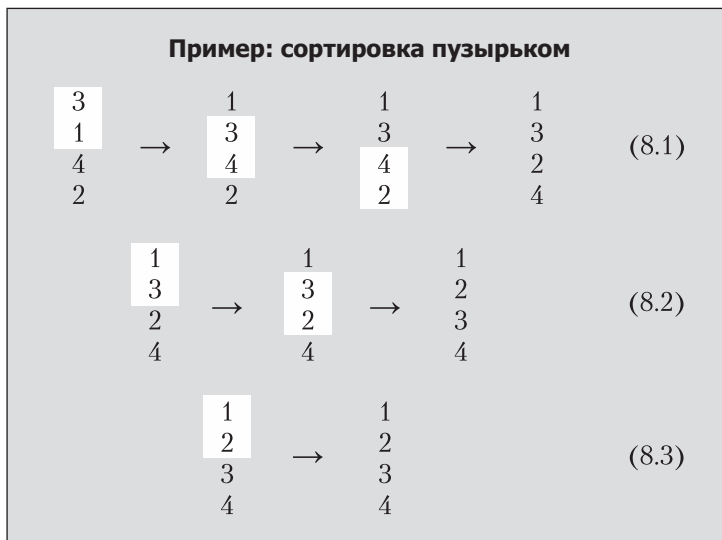 Пример: сортировка пузырьком
3 1 1 1
1 3 3 3
→ → → (8.1)
4 4 4 2
2 2 2 4
1 1 1
3 3 2
→ → (8.2)
2 2 3
4 4 4
1 1
2 2
→ (8.3)
3 3
4 4